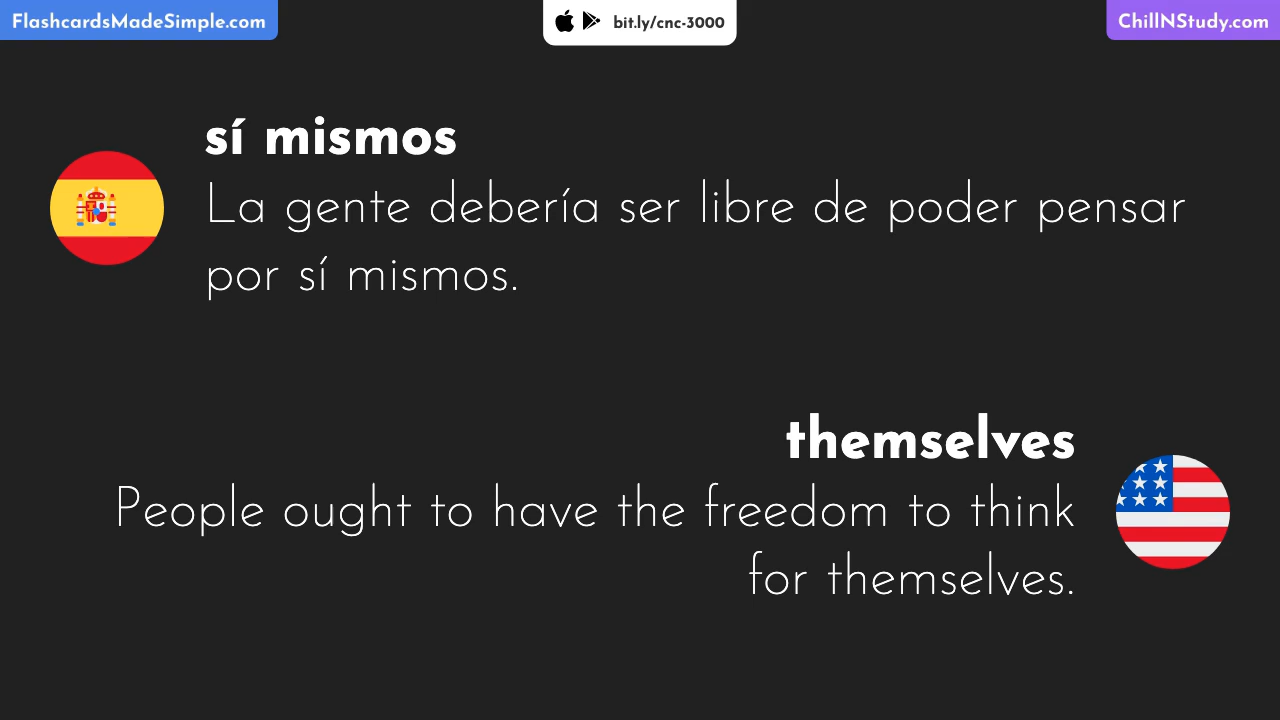 FlashcardsMadeSimple.com
bit.ly/cnc-3000
ChillNStudy.com
sí mismos
La gente debería ser libre de poder pensar
por sí mismos.
themselves
People ought to have the freedom to think
for themselves.